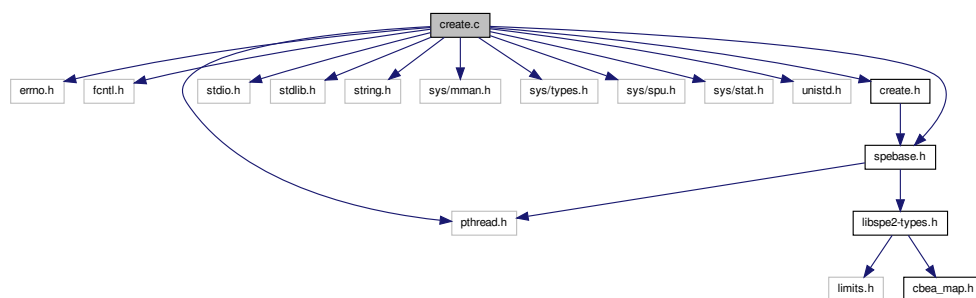 create.c
errno.h
fcntl.h
stdio.h
stdlib.h
string.h
sys/mman.h
sys/types.h
sys/spu.h
sys/stat.h
unistd.h
create.h
spebase.h
pthread.h
libspe2-types.h
limits.h
cbea_map.h